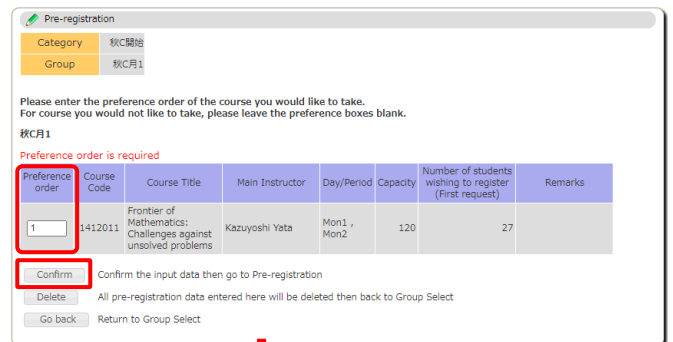 Pre-registration
Category 秋C開始
Group 秋C月1
Please enter the preference order of the course you would like to take.
For course you would not like to take, please leave the preference boxes blank.
秋C月1
Preference order is required
Preference order Course Code Course Title Main Instructor Day/Period Capacity Number of students wishing to register (First request) Remarks
1 1412011 Frontier of Mathematics: Challenges against unsolved problems Kazuyoshi Yata Mon1 , Mon2 120 27
Confirm Confirm the input data then go to Pre-registration
Delete All pre-registration data entered here will be deleted then back to Group Select
Go back Return to Group Select